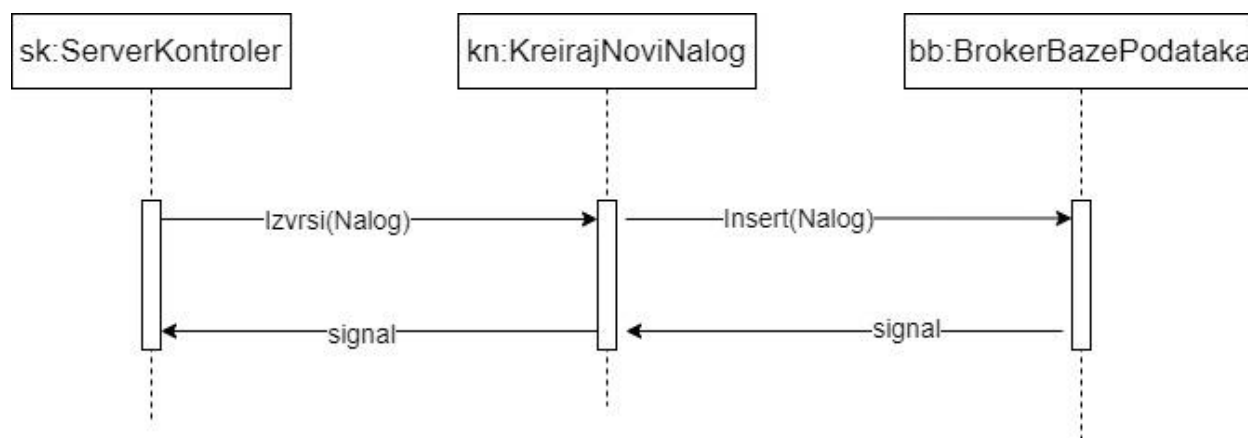 sk:ServerKontroler
kn:KreirajNoviNalog
bb:BrokerBazePodataka
Izvrsi(Nalog)
Insert(Nalog)
signal
signal